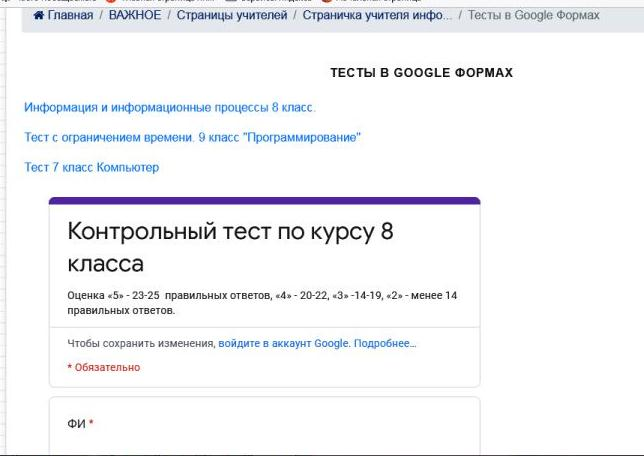 Главная / ВАЖНОЕ / Страницы учителей / Страничка учителя инфо... / Тесты в Google Формах
ТЕСТЫ В GOOGLE ФОРМАХ
Информация и информационные процессы 8 класс.
Тест с ограничением времени. 9 класс "Программирование"
Тест 7 класс Компьютер
Контрольный тест по курсу 8
класса
Оценка «5» - 23-25 правильных ответов, «4» - 20-22, «3» -14-19, «2» - менее 14
правильных ответов.
Чтобы сохранить изменения, войдите в аккаунт Google. Подробнее...
* Обязательно
ФИ *